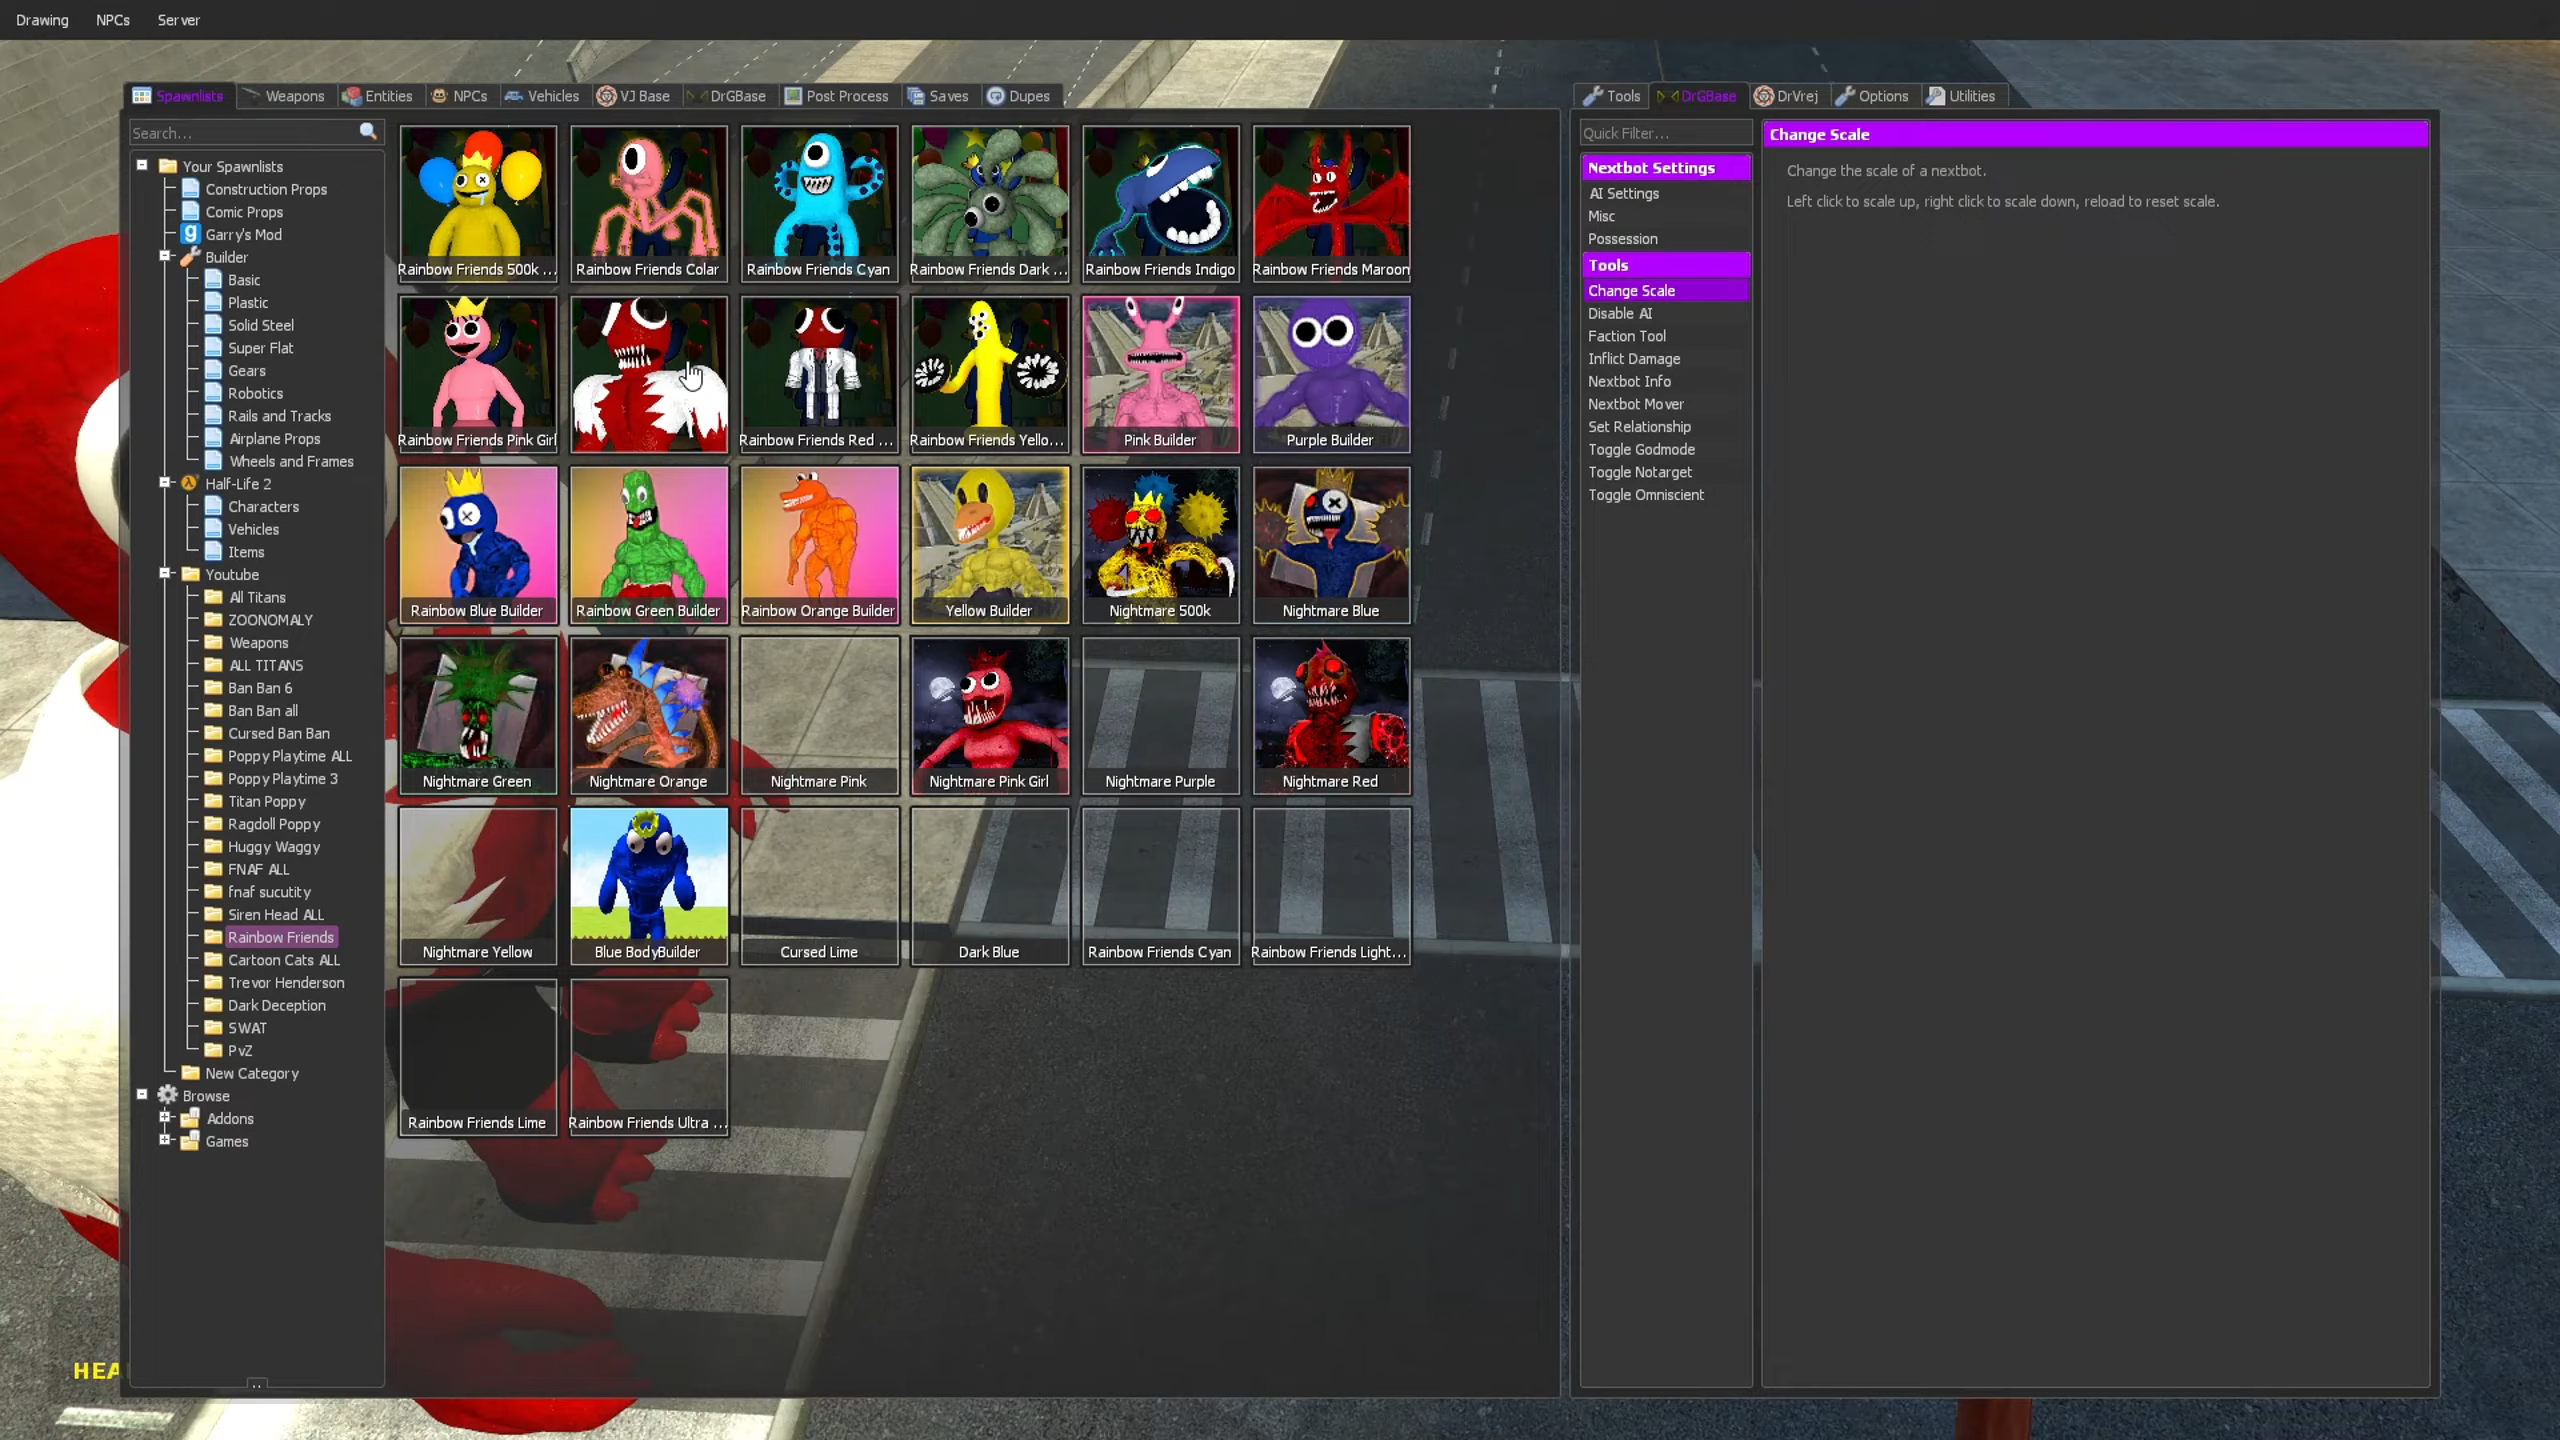 Drawing NPCs Server
Spawnlists Weapons Entities NPCs Vehicles VJ Base DrGBase Post Process Saves Dupes
Search...
Your Spawnlists
Construction Props
Comic Props
Garry's Mod
Builder
Basic
Plastic
Solid Steel
Super Flat
Gears
Robotics
Rails and Tracks
Airplane Props
Wheels and Frames
Half-Life 2
Characters
Vehicles
Items
Youtube
All Titans
ZOONOMALY
Weapons
ALL TITANS
Ban Ban 6
Ban Ban all
Cursed Ban Ban
Poppy Playtime ALL
Poppy Playtime 3
Titan Poppy
Ragdoll Poppy
Huggy Waggy
FNAF ALL
fnaf sucutity
Siren Head ALL
Rainbow Friends
Cartoon Cats ALL
Trevor Henderson
Dark Deception
SWAT
PvZ
New Category
Browse
Addons
Games
Rainbow Friends 500k ... Rainbow Friends Colar Rainbow Friends Cyan Rainbow Friends Dark ... Rainbow Friends Indigo Rainbow Friends Maroon
Rainbow Friends Pink Girl Rainbow Friends Red ... Rainbow Friends Yello... Pink Builder Purple Builder
Rainbow Blue Builder Rainbow Green Builder Rainbow Orange Builder Yellow Builder Nightmare 500k Nightmare Blue
Nightmare Green Nightmare Orange Nightmare Pink Nightmare Pink Girl Nightmare Purple Nightmare Red
Nightmare Yellow Blue BodyBuilder Cursed Lime Dark Blue Rainbow Friends Cyan Rainbow Friends Light...
Rainbow Friends Lime Rainbow Friends Ultra ...
Tools DrGBase DrVrej Options Utilities
Quick Filter...
Nextbot Settings
AI Settings
Misc
Possession
Tools
Change Scale
Disable AI
Faction Tool
Inflict Damage
Nextbot Info
Nextbot Mover
Set Relationship
Toggle Godmode
Toggle Notarget
Toggle Omniscient
Change Scale
Change the scale of a nextbot.
Left click to scale up, right click to scale down, reload to reset scale.
HEA